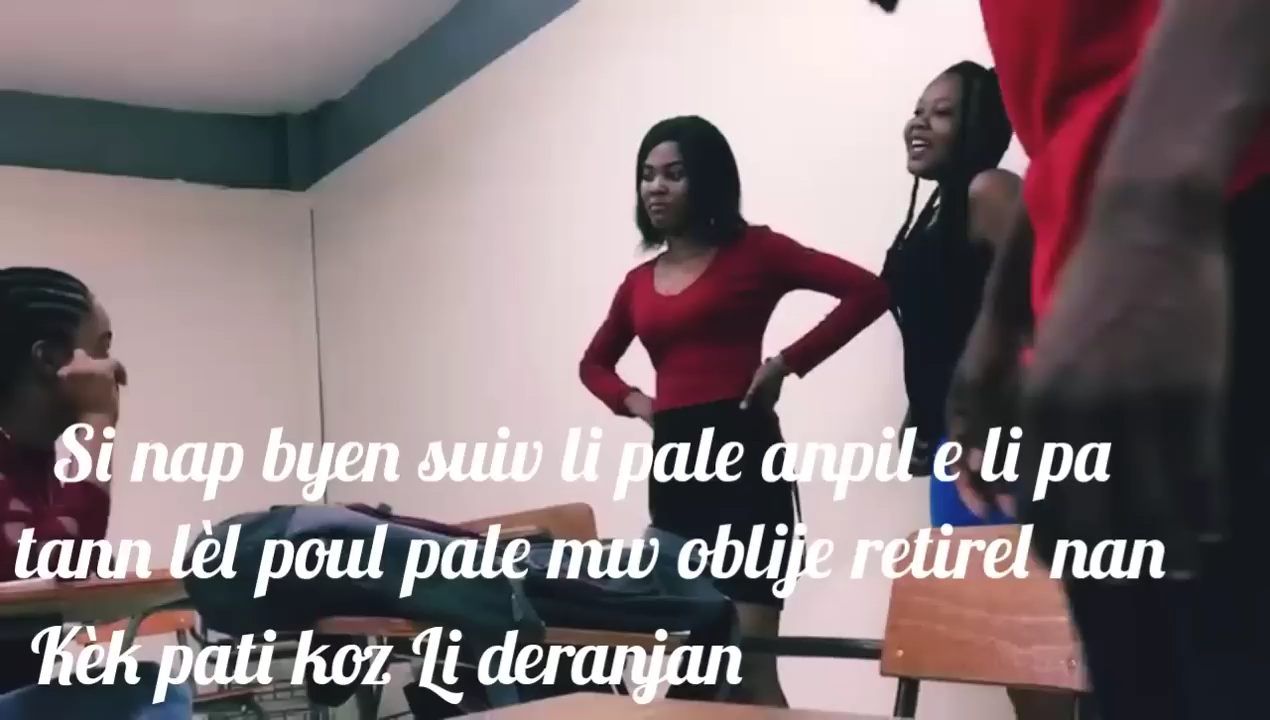 Si nap byen suiv li pale anpil e li pa
tann lèl poul pale mw oblije retirel nan
Kèk pati koz Li deranjan